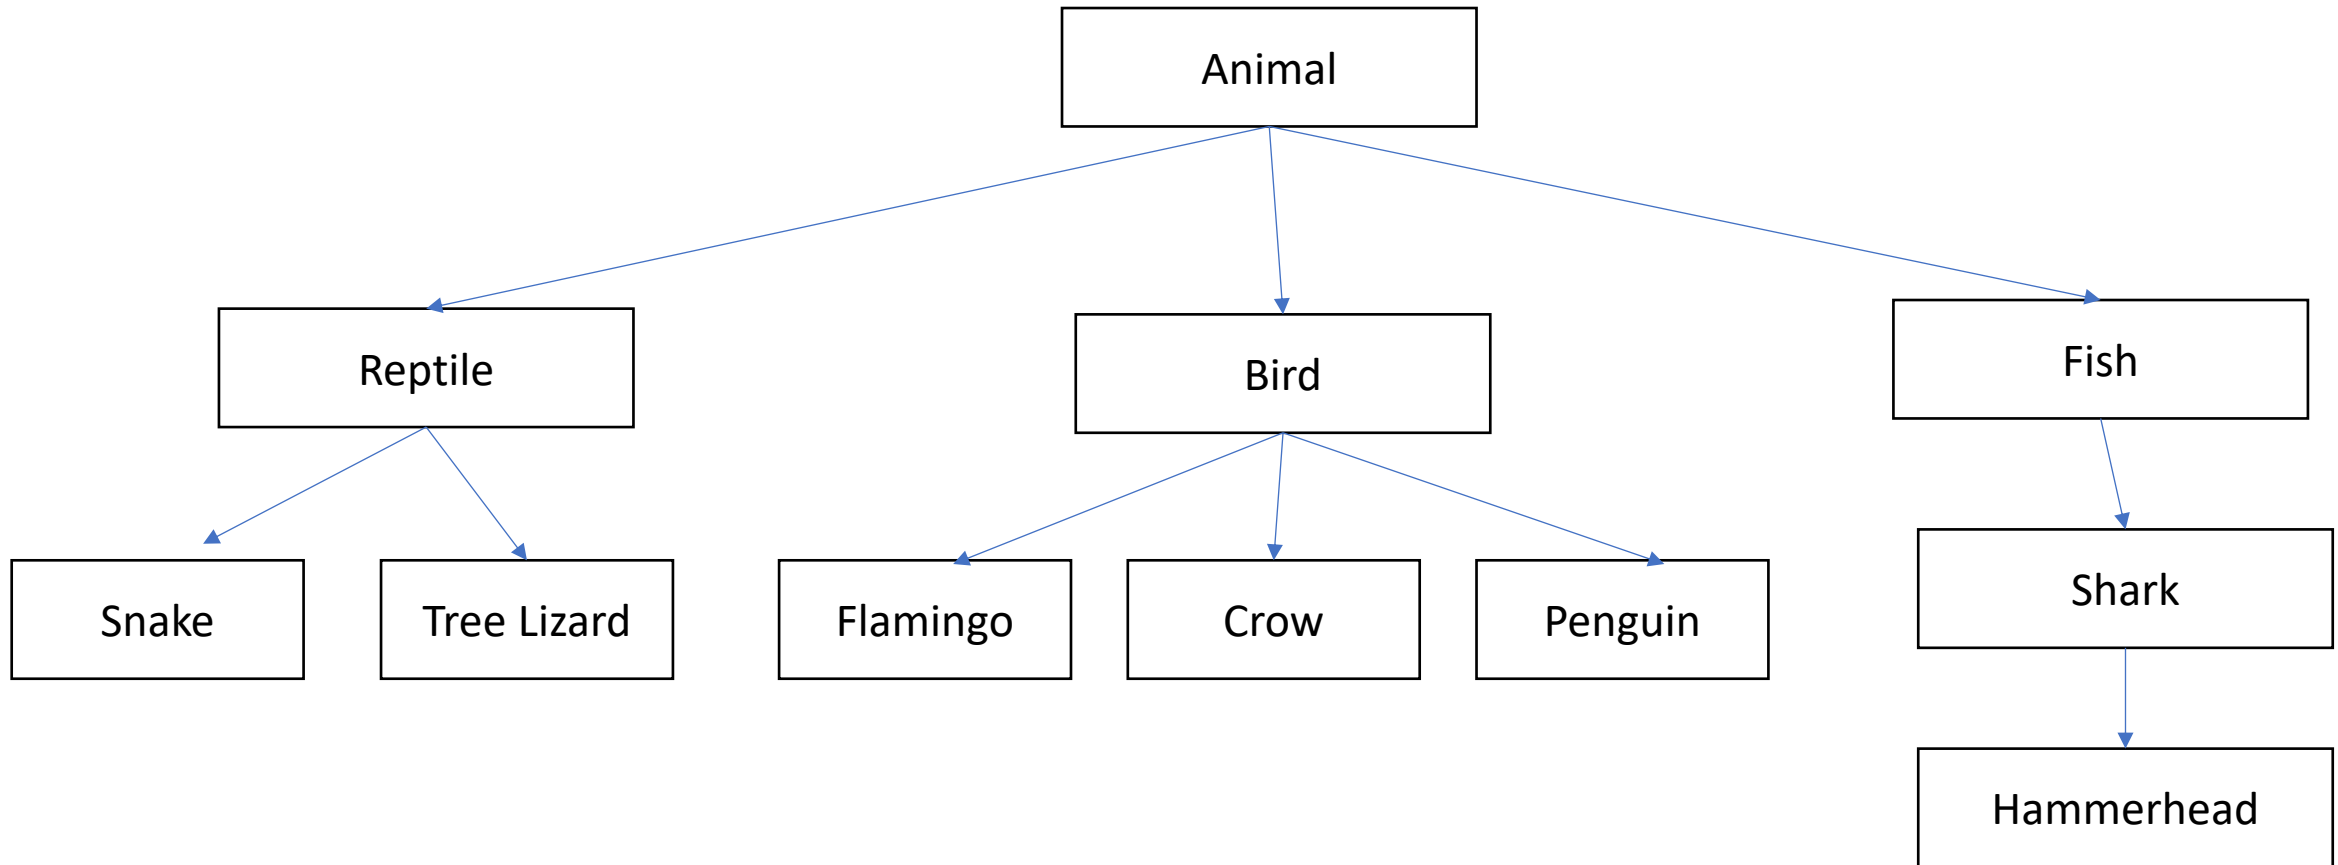 Animal
Reptile
Bird
Fish
Snake
Tree Lizard
Flamingo
Crow
Penguin
Shark
Hammerhead